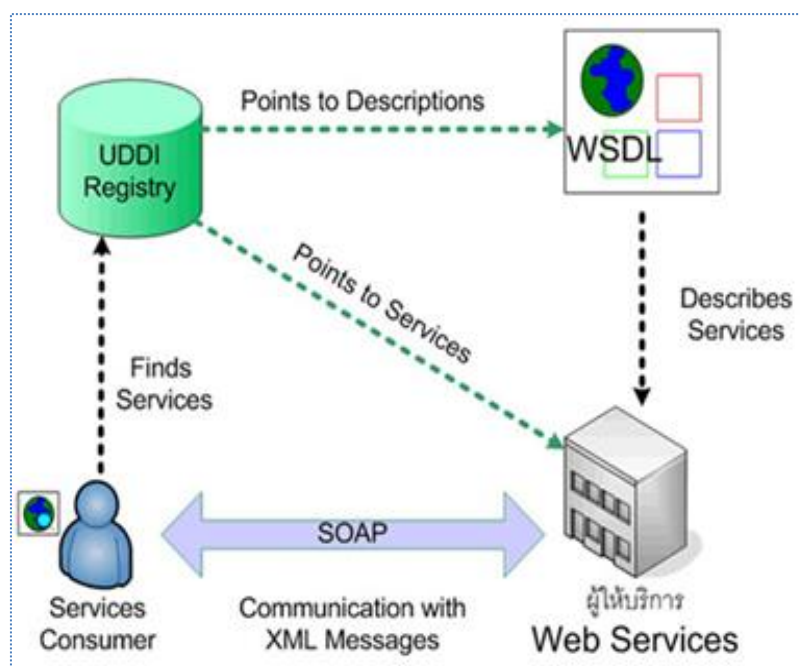 Points to Descriptions
UDDI
Registry
WSDL
Points to Services
Describes
Services
Finds
Services
SOAP
Services
Consumer
Communication with
XML Messages
ผู้ให้บริการ
Web Services